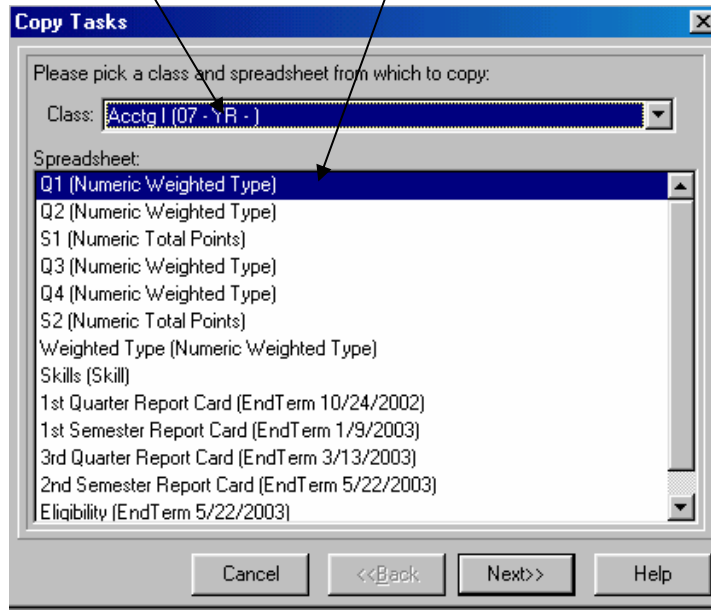 Copy Tasks
Please pick a class and spreadsheet from which to copy:
Class: Acctg I (07 - YR - )
Spreadsheet:
Q1 (Numeric Weighted Type)
Q2 (Numeric Weighted Type)
S1 (Numeric Total Points)
Q3 (Numeric Weighted Type)
Q4 (Numeric Weighted Type)
S2 (Numeric Total Points)
Weighted Type (Numeric Weighted Type)
Skills (Skill)
1st Quarter Report Card (EndTerm 10/24/2002)
1st Semester Report Card (EndTerm 1/9/2003)
3rd Quarter Report Card (EndTerm 3/13/2003)
2nd Semester Report Card (EndTerm 5/22/2003)
Eligibility (EndTerm 5/22/2003)
Cancel <<Back Next>> Help